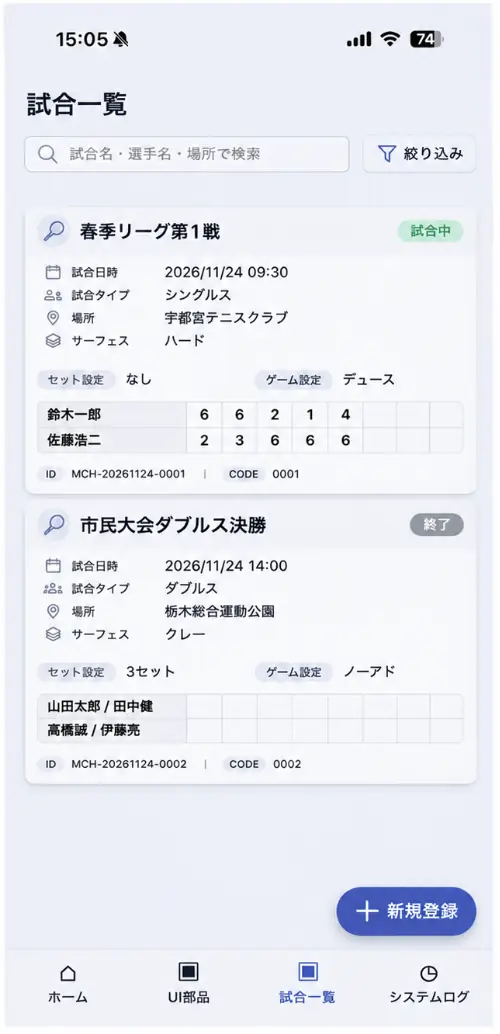 15:05 74
試合一覧
試合名・選手名・場所で検索 絞り込み
春季リーグ第1戦 試合中
試合日時 2026/11/24 09:30
試合タイプ シングルス
場所 宇都宮テニスクラブ
サーフェス ハード
セット設定 なし ゲーム設定 デュース
鈴木一郎 6 6 2 1 4
佐藤浩二 2 3 6 6 6
ID MCH-20261124-0001 | CODE 0001
市民大会ダブルス決勝 終了
試合日時 2026/11/24 14:00
試合タイプ ダブルス
場所 栃木総合運動公園
サーフェス クレー
セット設定 3セット ゲーム設定 ノーアド
山田太郎 / 田中健
高橋誠 / 伊藤亮
ID MCH-20261124-0002 | CODE 0002
新規登録
ホーム UI部品 試合一覧 システムログ